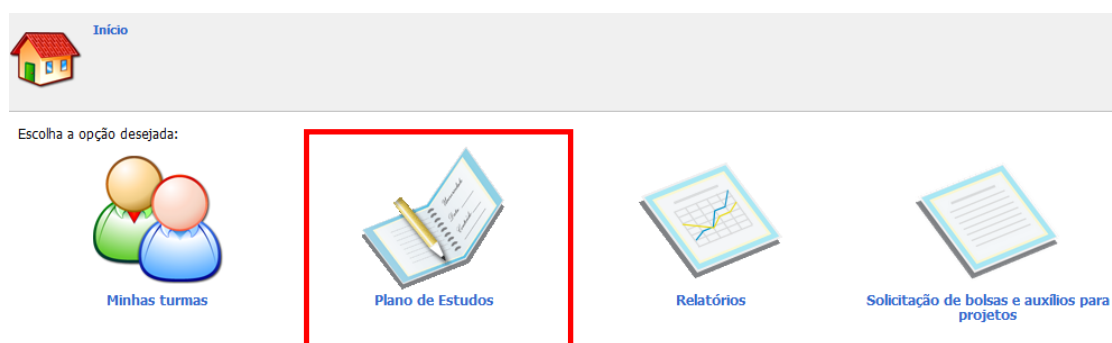 Início
Escolha a opção desejada:
Minhas turmas
Plano de Estudos
Relatórios
Solicitação de bolsas e auxílios para
projetos